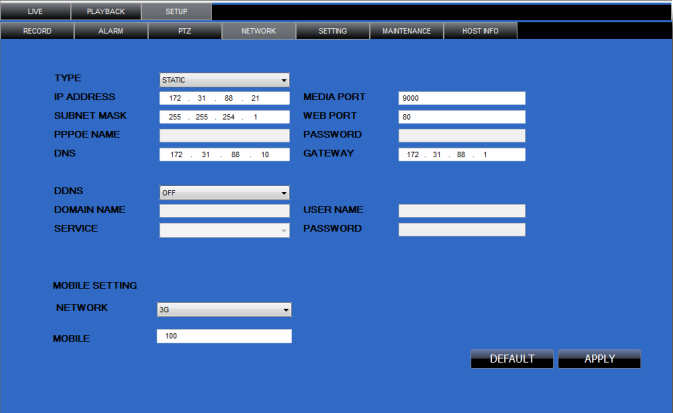 LIVE PLAYBACK SETUP
RECORD ALARM PTZ NETWORK SETTING MAINTENANCE HOST INFO
TYPE STATIC
IP ADDRESS 172 . 31 . 88 . 21 MEDIA PORT 9000
SUBNET MASK 255 . 255 . 254 . 1 WEB PORT 80
PPPOE NAME PASSWORD
DNS 172 . 31 . 88 . 10 GATEWAY 172 . 31 . 88 . 1
DDNS OFF
DOMAIN NAME USER NAME
SERVICE PASSWORD
MOBILE SETTING
NETWORK 3G
MOBILE 100
DEFAULT APPLY